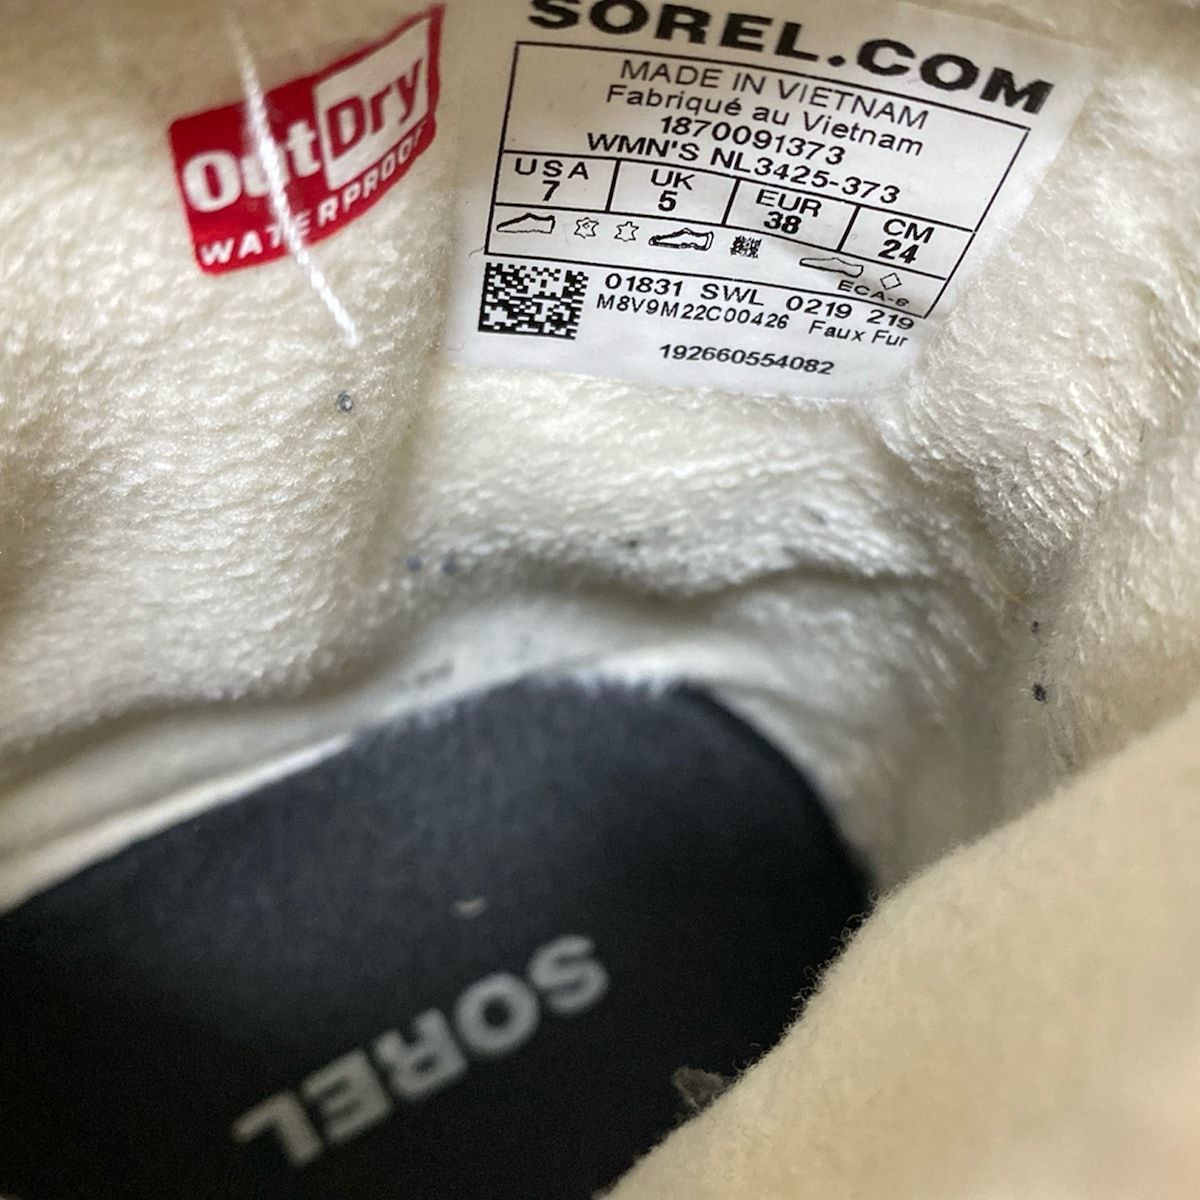 SOREL.COM
OutDry
WATERPROOF
MADE IN VIETNAM
Fabriqué au Vietnam
1870091373
WMN'S NL3425-373
USA UK EUR CM
7 5 38 24
ECA-8
01831 SWL 0219 219
M8V9M22C00426 Faux Fur
192660554082
SOREL